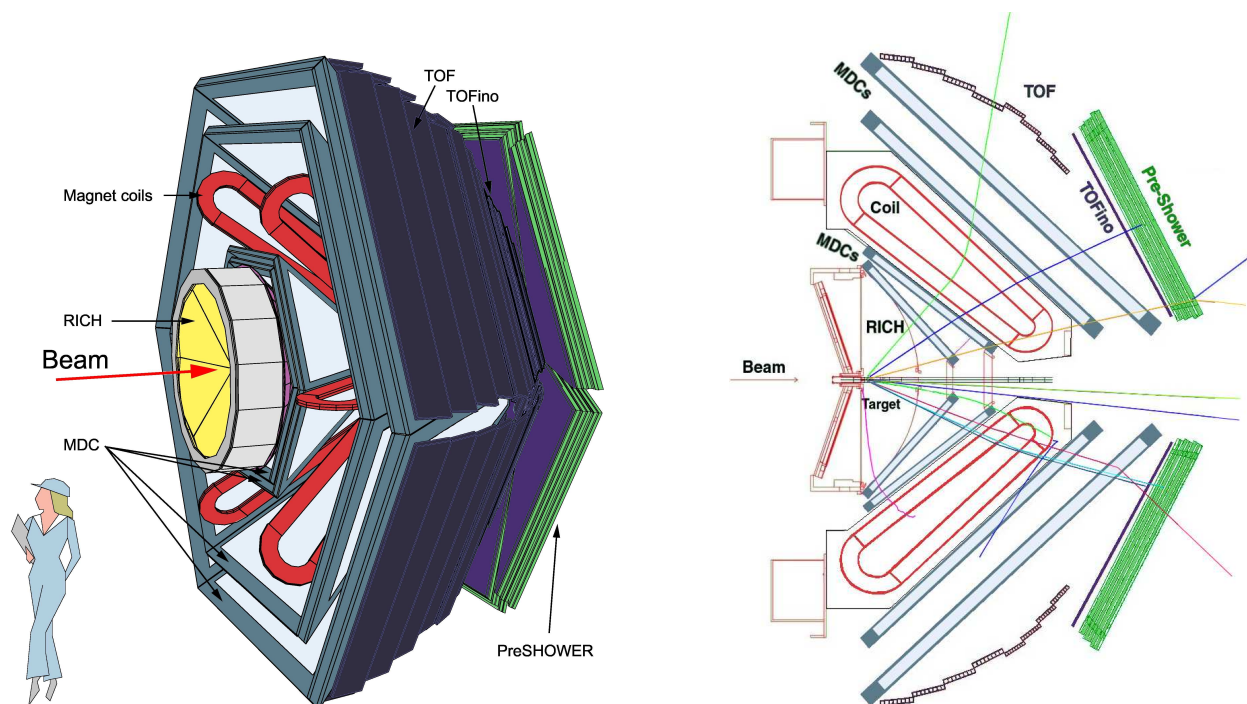 TOF
TOFino
Magnet coils
RICH
Beam
MDC
PreSHOWER
MDCs
TOF
Coil
TOFino
Pre-Shower
MDCs
RICH
Beam
Target